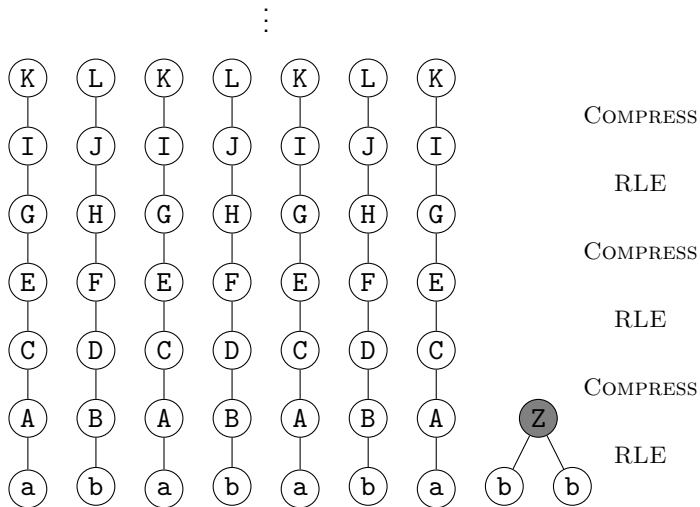 ⋮
K L K L K L K
COMPRESS
I J I J I J I
RLE
G H G H G H G
COMPRESS
E F E F E F E
RLE
C D C D C D C
COMPRESS
A B A B A B A Z
RLE
a b a b a b a b b